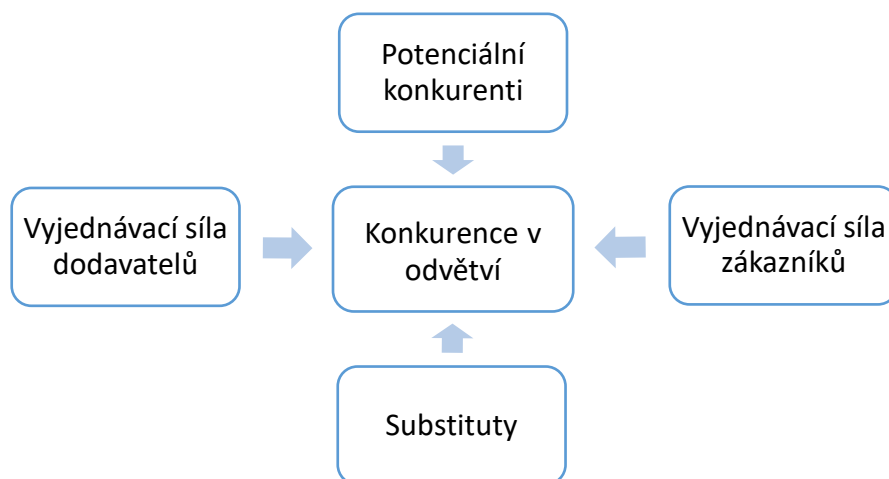 Potenciální
konkurenti
Vyjednávací síla
dodavatelů
Konkurence v
odvětví
Vyjednávací síla
zákazníků
Substituty